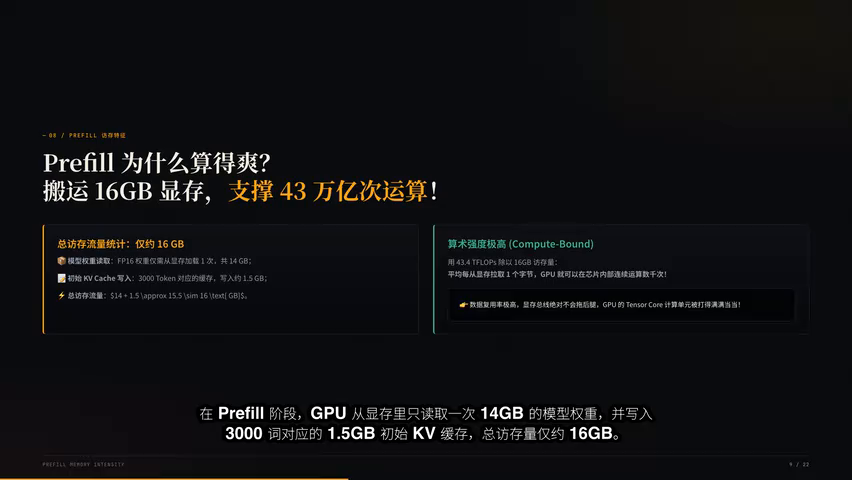 — 08 / PREFILL 访存特征
Prefill 为什么算得爽？
搬运 16GB 显存，支撑 43 万亿次运算！
总访存流量统计：仅约 16 GB
📦 模型权重读取：FP16 权重仅需从显存加载 1 次，共 14 GB；
📝 初始 KV Cache 写入：3000 Token 对应的缓存，写入约 1.5 GB；
⚡ 总访存流量：$14 + 1.5 \approx 15.5 \sim 16 \text{ GB}$。
算术强度极高 (Compute-Bound)
用 43.4 TFLOPs 除以 16GB 访存量：
平均每从显存拉取 1 个字节，GPU 就可以在芯片内部连续运算数千次！
👉 数据复用率极高，显存总线绝对不会拖后腿，GPU 的 Tensor Core 计算单元被打得满满当当！
在 Prefill 阶段，GPU 从显存里只读取一次 14GB 的模型权重，并写入
3000 词对应的 1.5GB 初始 KV 缓存，总访存量仅约 16GB。
PREFILL MEMORY INTENSITY
9 / 22